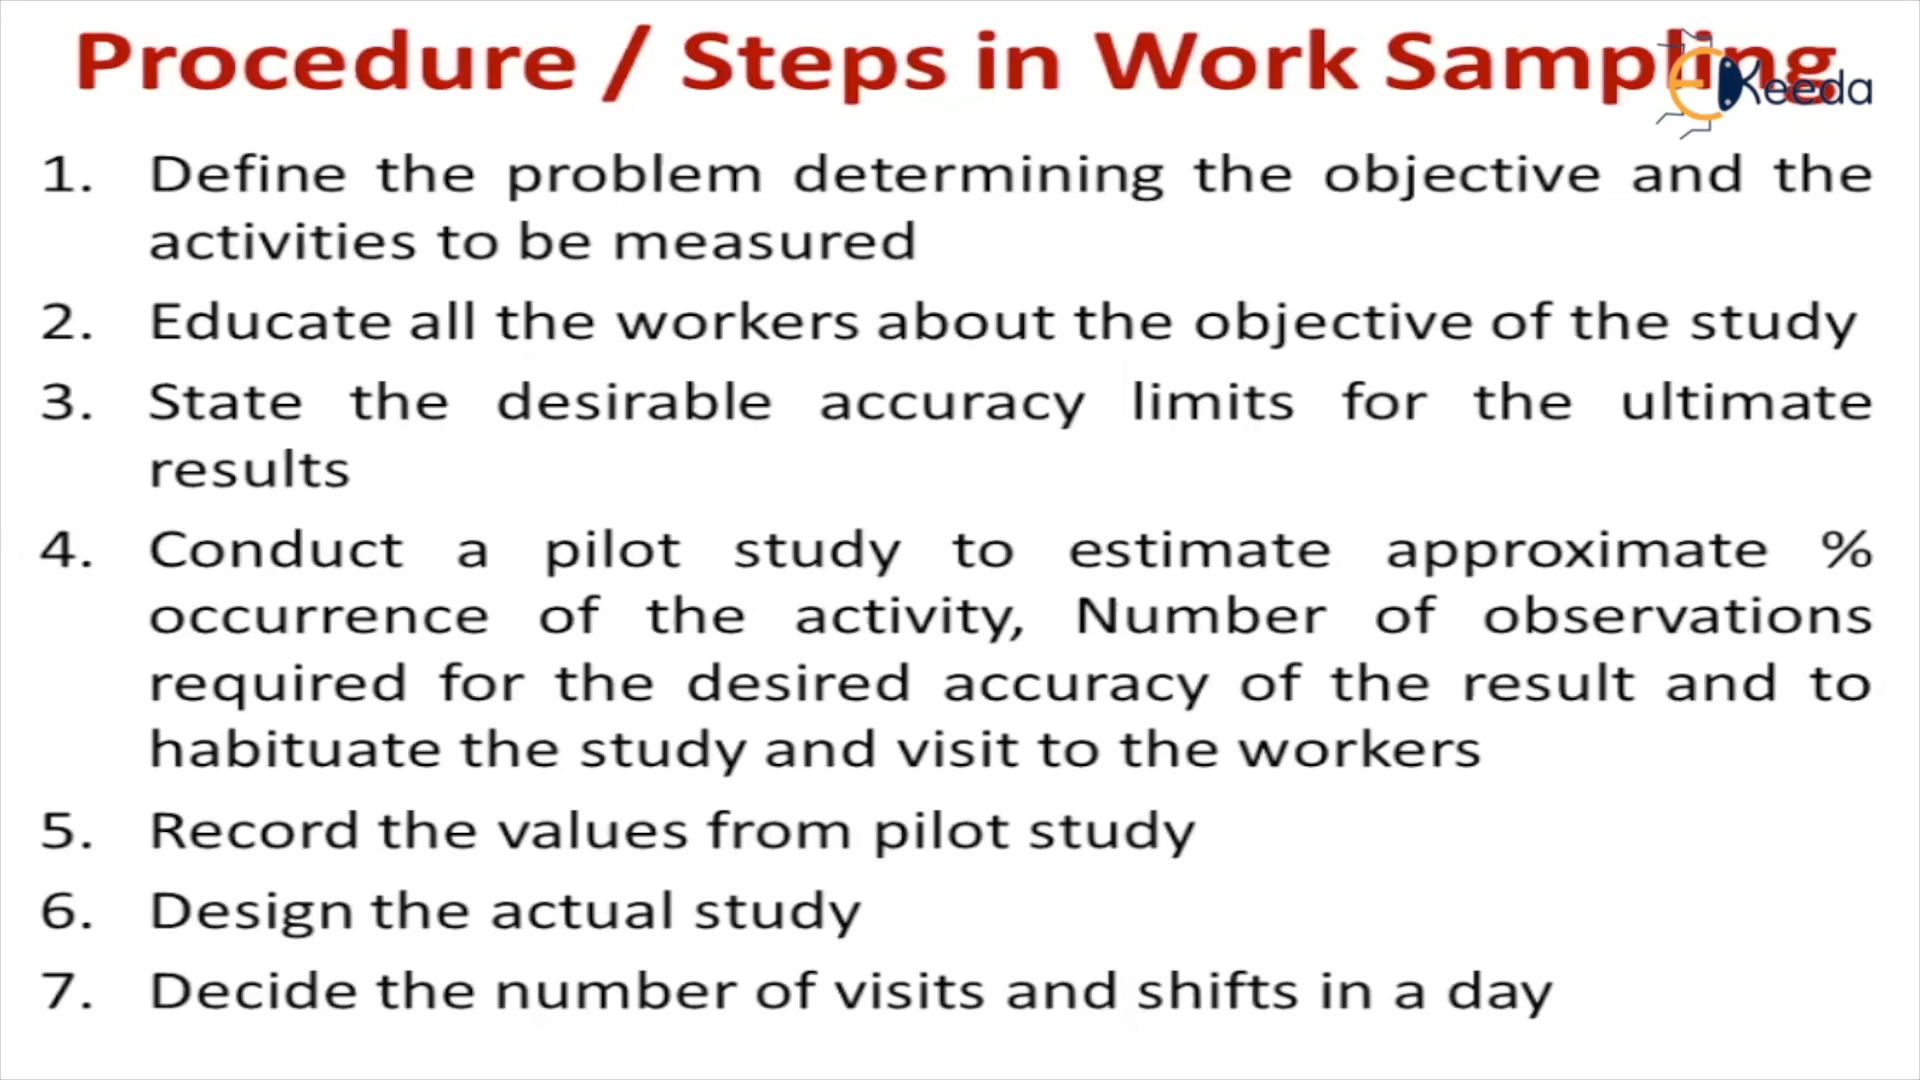 Procedure / Steps in Work Sampling
EKeeda
1. Define the problem determining the objective and the
activities to be measured
2. Educate all the workers about the objective of the study
3. State the desirable accuracy limits for the ultimate
results
4. Conduct a pilot study to estimate approximate %
occurrence of the activity, Number of observations
required for the desired accuracy of the result and to
habituate the study and visit to the workers
5. Record the values from pilot study
6. Design the actual study
7. Decide the number of visits and shifts in a day